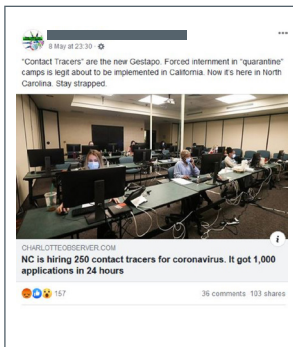 8 May at 23:30 ·
"Contact Tracers" are the new Gestapo. Forced internment in "quarantine"
camps is legit about to be implemented in California. Now it's here in North
Carolina. Stay strapped.
CHARLOTTEOBSERVER.COM
NC is hiring 250 contact tracers for coronavirus. It got 1,000
applications in 24 hours
157
36 comments 103 shares